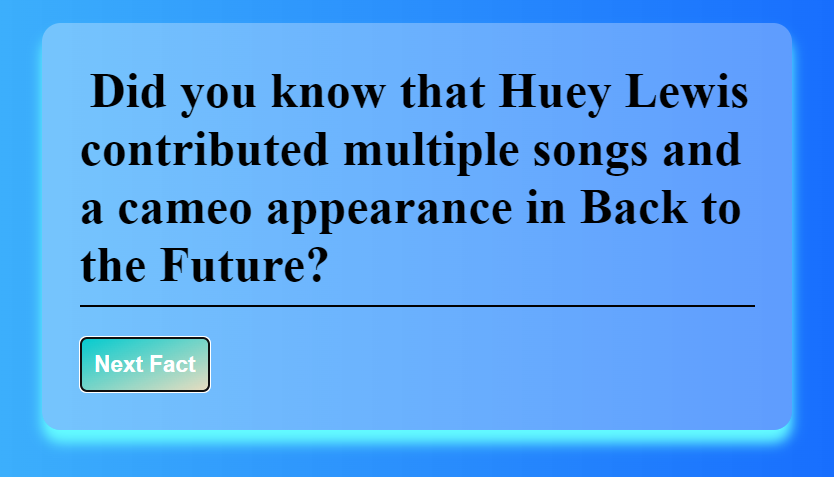 Did you know that Huey Lewis
contributed multiple songs and
a cameo appearance in Back to
the Future?
Next Fact